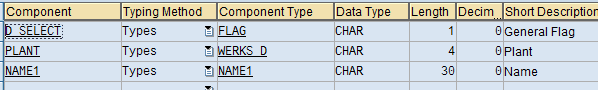 Component Typing Method Component Type Data Type Length Decim... Short Description
D_SELECT Types FLAG CHAR 1 0 General Flag
PLANT Types WERKS_D CHAR 4 0 Plant
NAME1 Types NAME1 CHAR 30 0 Name